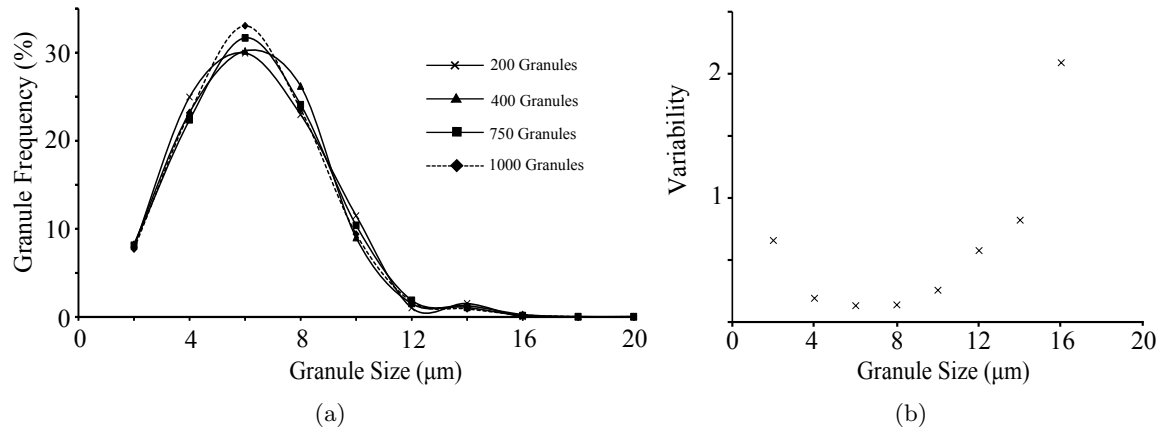 30
20
10
0
0 4 8 12 16 20
Granule Frequency (%)
Granule Size (μm)
200 Granules
400 Granules
750 Granules
1000 Granules
(a)
2
1
0 4 8 12 16 20
Variability
Granule Size (μm)
(b)